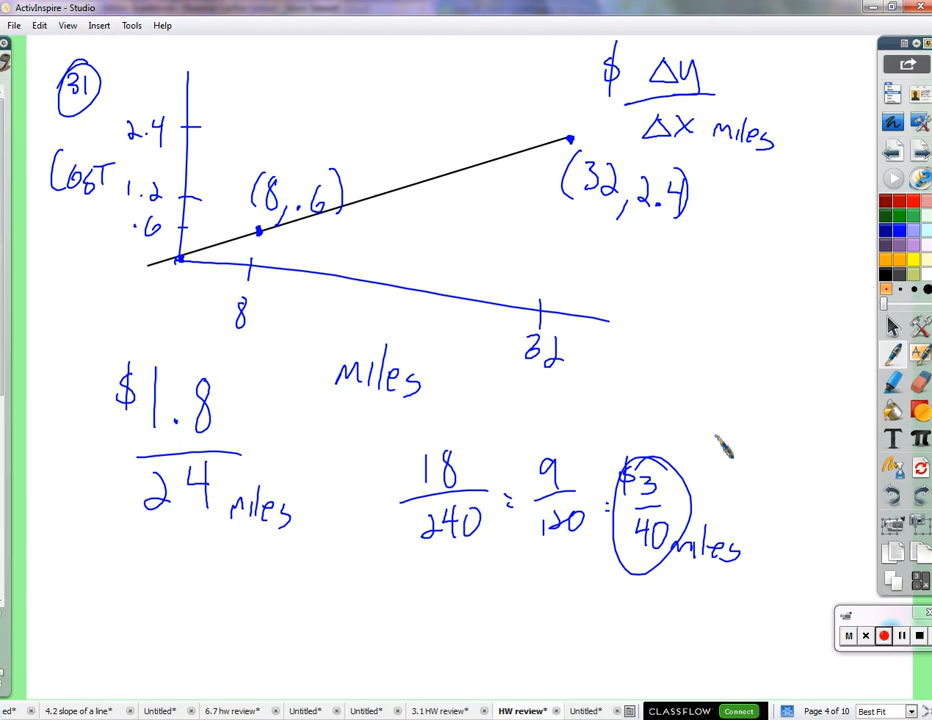 ActivInspire - Studio
File Edit View Insert Tools Help
31
$ Δy
Δx miles
2.4
Cost
1.2
.6
(8, .6)
(32, 2.4)
8
32
miles
$1.8
24 miles
18
240
=
9
120
=
$3
40 miles
M
ed* 4.2 slope of a line* Untitled* 6.7 hw review* Untitled* Untitled* 3.1 HW review* HW review* Untitled* CLASSFLOW Connect Page 4 of 10 Best Fit